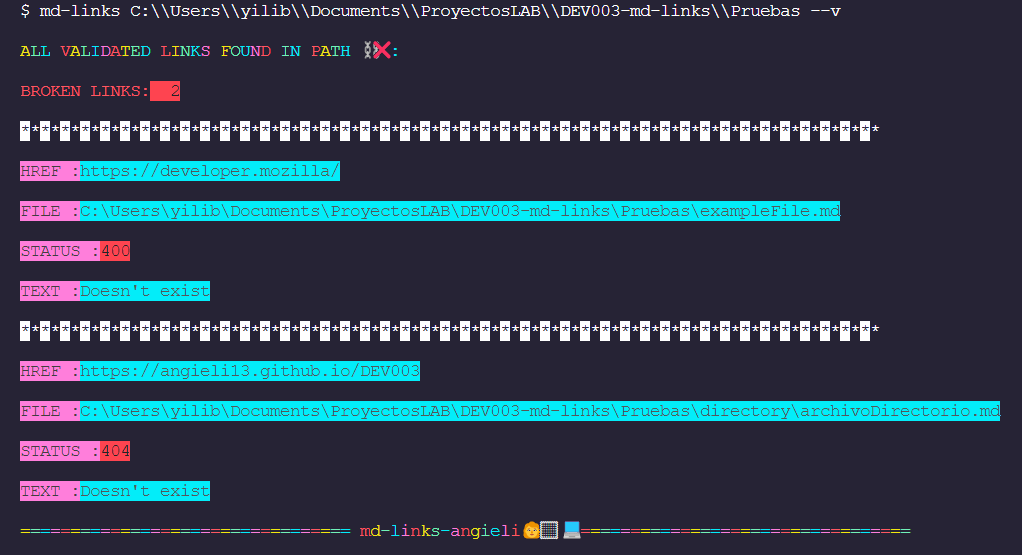 $ md-links C:\\Users\\yilib\\Documents\\ProyectosLAB\\DEV003-md-links\\Pruebas --v
ALL VALIDATED LINKS FOUND IN PATH ⛓❌:
BROKEN LINKS:  2
**************************************************************************************
HREF :https://developer.mozilla/
FILE :C:\Users\yilib\Documents\ProyectosLAB\DEV003-md-links\Pruebas\exampleFile.md
STATUS :400
TEXT :Doesn't exist
**************************************************************************************
HREF :https://angieli13.github.io/DEV003
FILE :C:\Users\yilib\Documents\ProyectosLAB\DEV003-md-links\Pruebas\directory\archivoDirectorio.md
STATUS :404
TEXT :Doesn't exist
================================= md-links-angieli👩💻=================================